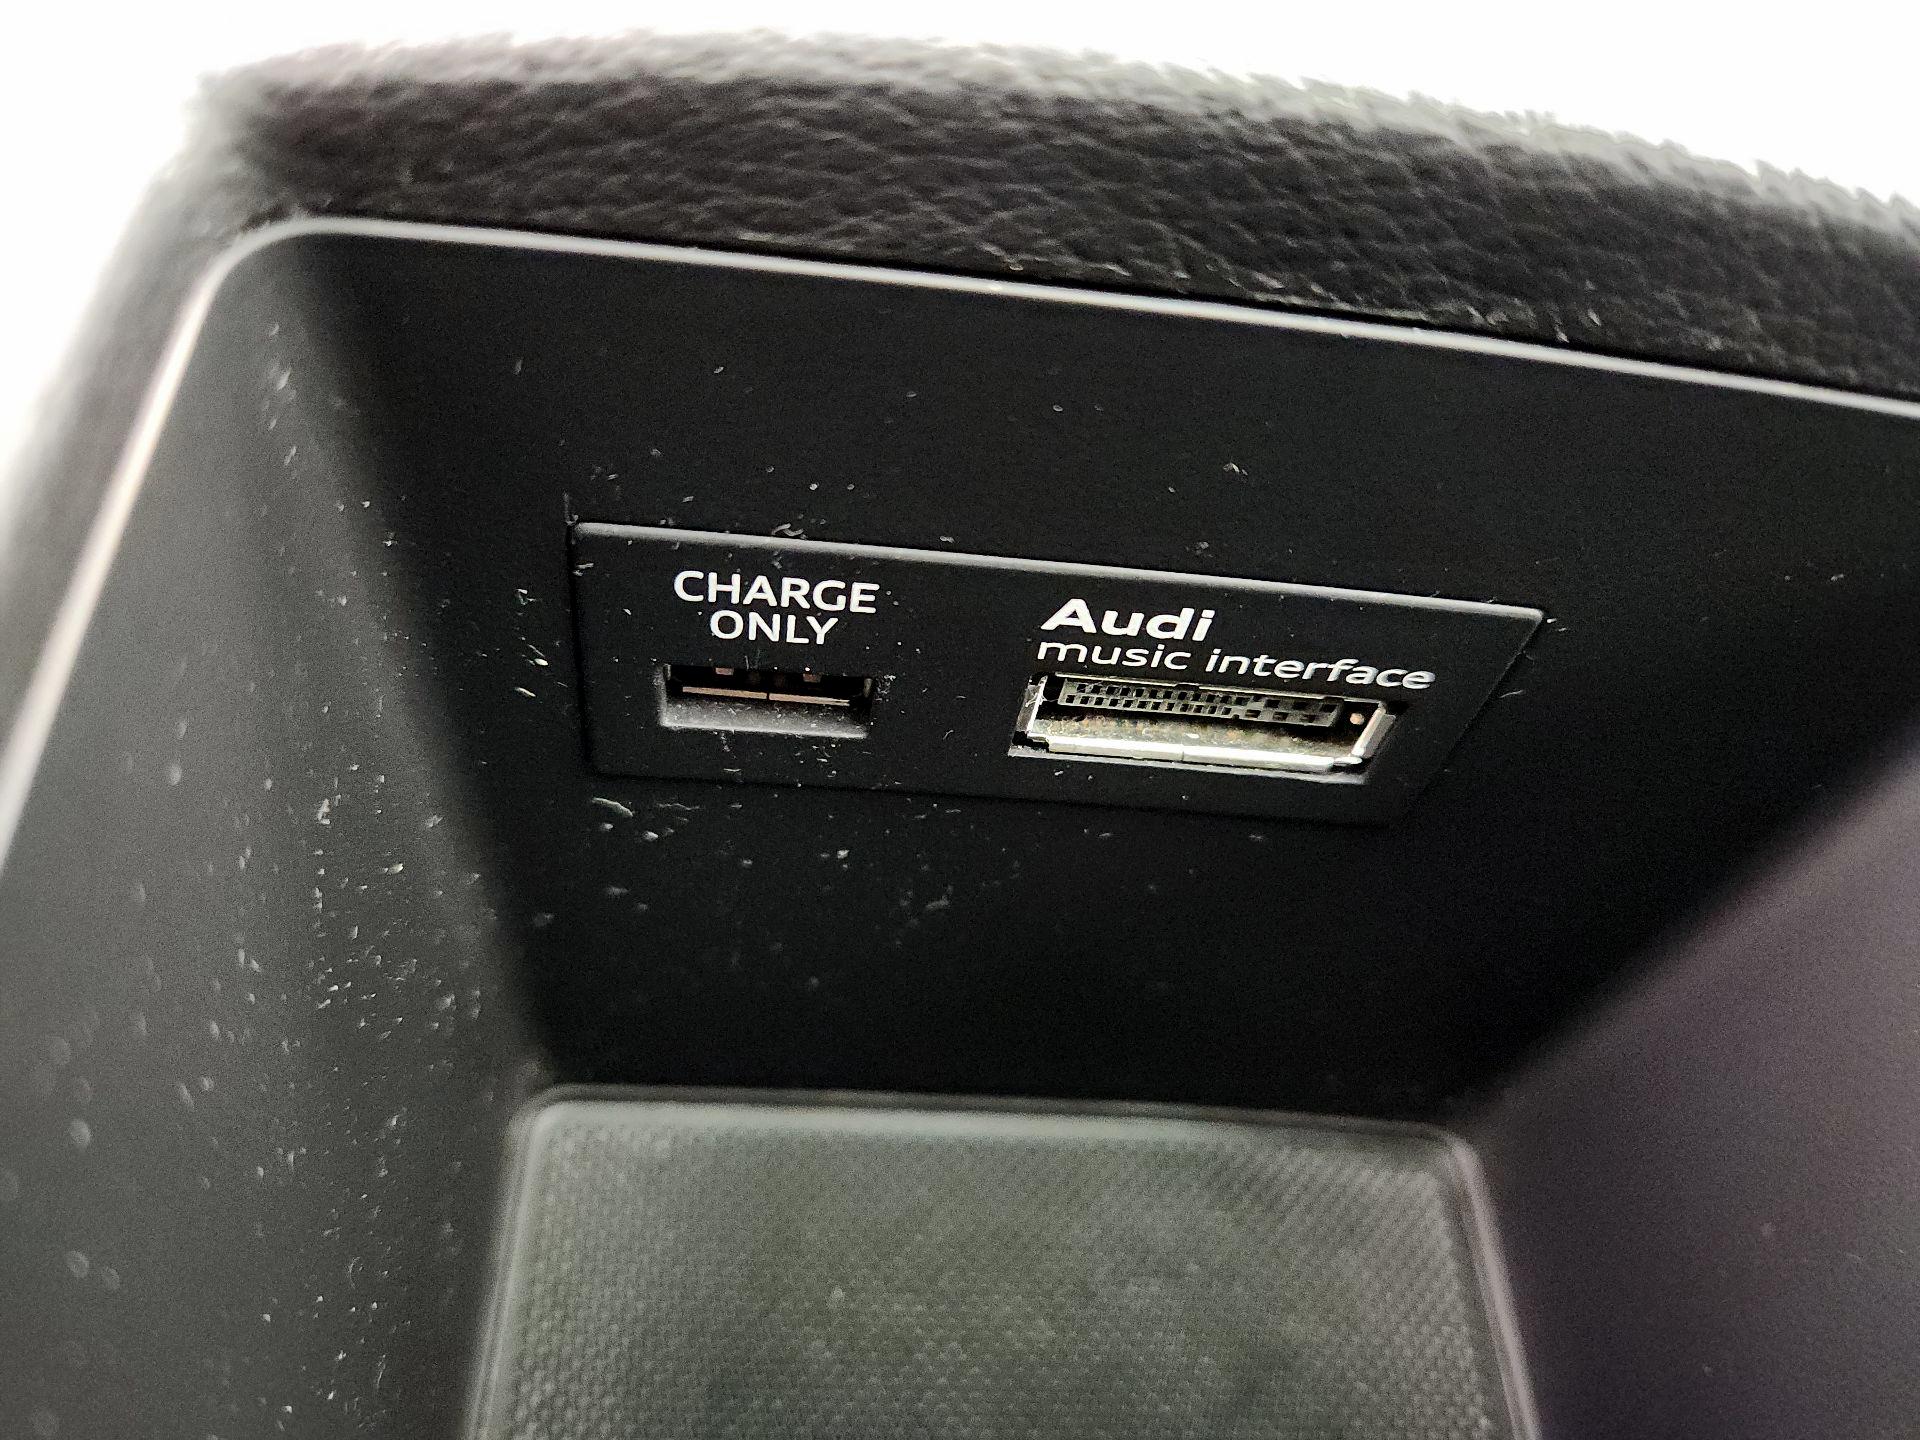 CHARGE
ONLY
Audi
music interface